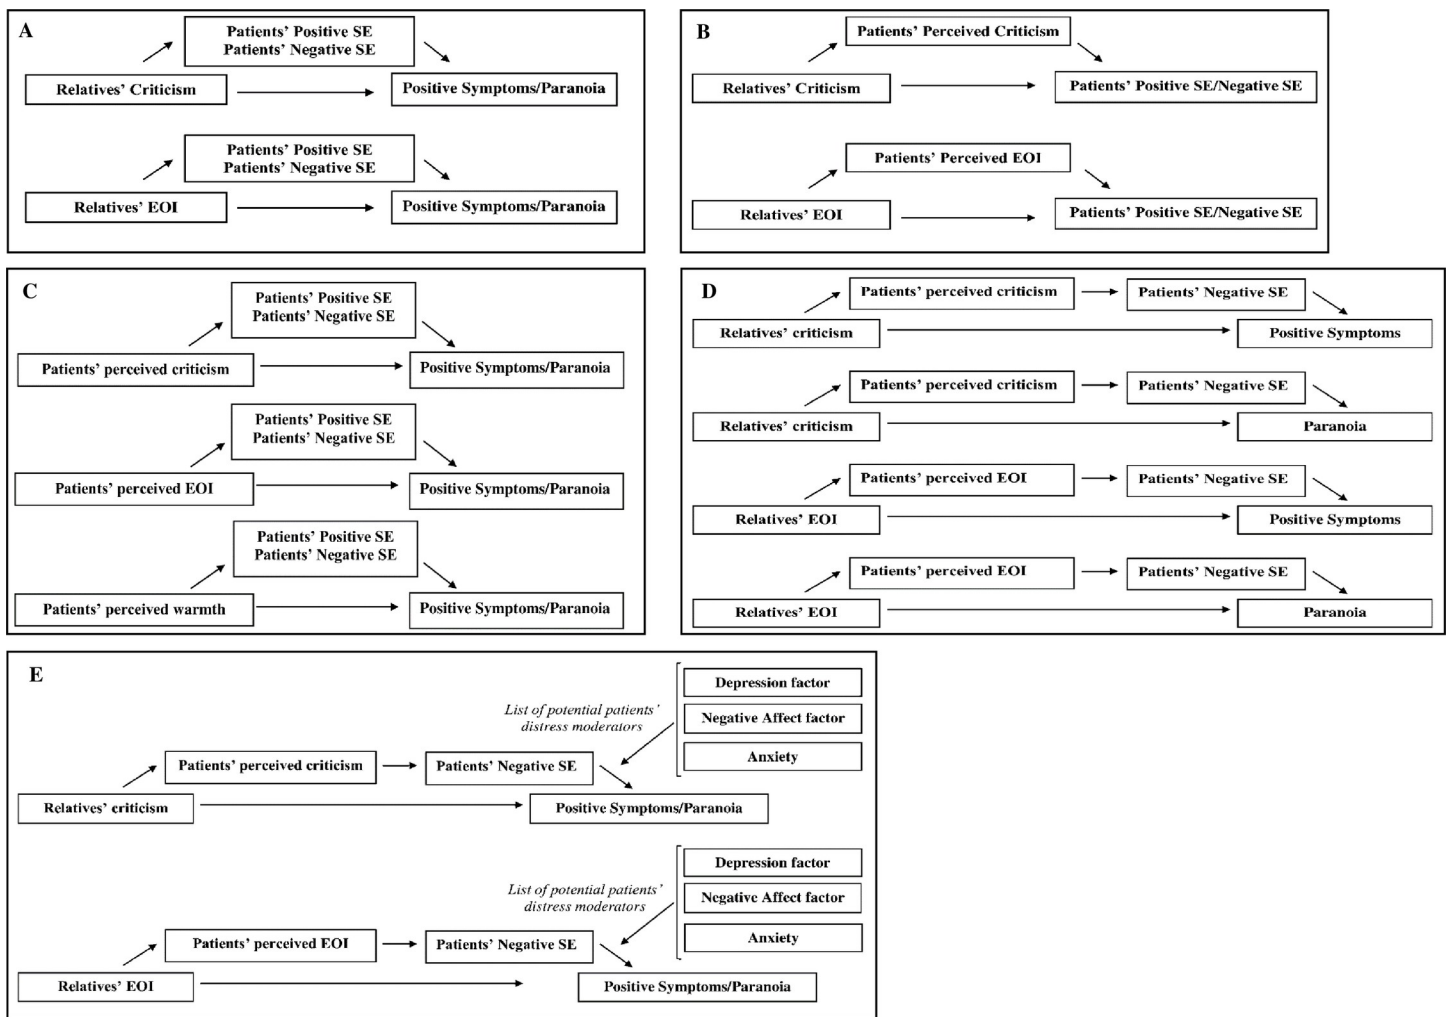 A
Patients' Positive SE
Patients' Negative SE
Relatives' Criticism
Positive Symptoms/Paranoia
Patients' Positive SE
Patients' Negative SE
Relatives' EOI
Positive Symptoms/Paranoia
B
Patients' Perceived Criticism
Relatives' Criticism
Patients' Positive SE/Negative SE
Patients' Perceived EOI
Relatives' EOI
Patients' Positive SE/Negative SE
C
Patients' Positive SE
Patients' Negative SE
Patients' perceived criticism
Positive Symptoms/Paranoia
Patients' Positive SE
Patients' Negative SE
Patients' perceived EOI
Positive Symptoms/Paranoia
Patients' Positive SE
Patients' Negative SE
Patients' perceived warmth
Positive Symptoms/Paranoia
D
Patients' perceived criticism
Patients' Negative SE
Relatives' criticism
Positive Symptoms
Patients' perceived criticism
Patients' Negative SE
Relatives' criticism
Paranoia
Patients' perceived EOI
Patients' Negative SE
Relatives' EOI
Positive Symptoms
Patients' perceived EOI
Patients' Negative SE
Relatives' EOI
Paranoia
E
Depression factor
List of potential patients'
distress moderators
Negative Affect factor
Anxiety
Patients' perceived criticism
Patients' Negative SE
Relatives' criticism
Positive Symptoms/Paranoia
Depression factor
List of potential patients'
distress moderators
Negative Affect factor
Anxiety
Patients' perceived EOI
Patients' Negative SE
Relatives' EOI
Positive Symptoms/Paranoia